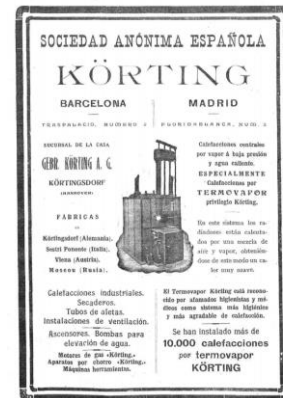 SOCIEDAD ANÓNIMA ESPAÑOLA
KÖRTING
BARCELONA
MADRID
SUCURSAL DE LA CASA
GEBR. KÖRTING A. G.
KÖRTINGSDORF
(HANNOVER)
FÁBRICAS
Körtingsdorf (Alemania).
Sestri Ponente (Italia).
Viena (Austria).
Moscou (Rusia).
Calefacciones centrales
por vapor á baja presión
y agua caliente.
ESPECIALMENTE
Calefacciones por
TERMOVAPOR
privilegio Körting.
En este sistema los ra-
diadores están calenta-
dos por una mezcla de
aire y vapor, obtenién-
dose de este modo un ca-
lor muy suave.
Calefacciones industriales.
Secaderos.
Tubos de aletas.
Instalaciones de ventilación.
Ascensores. Bombas para
elevación de agua.
Motores de gas «Körting.»
Aparatos por chorro «Körting.»
Máquinas herramientas.
El Termovapor Körting está recono-
cido por afamados higienistas y mé-
dicos como sistema más higiénico
y más agradable de calefacción.
Se ban instalado más de
10.000 calefacciones
por termovapor
KÖRTING